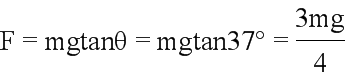 F = mgtanθ = mgtan37° = 3mg/4